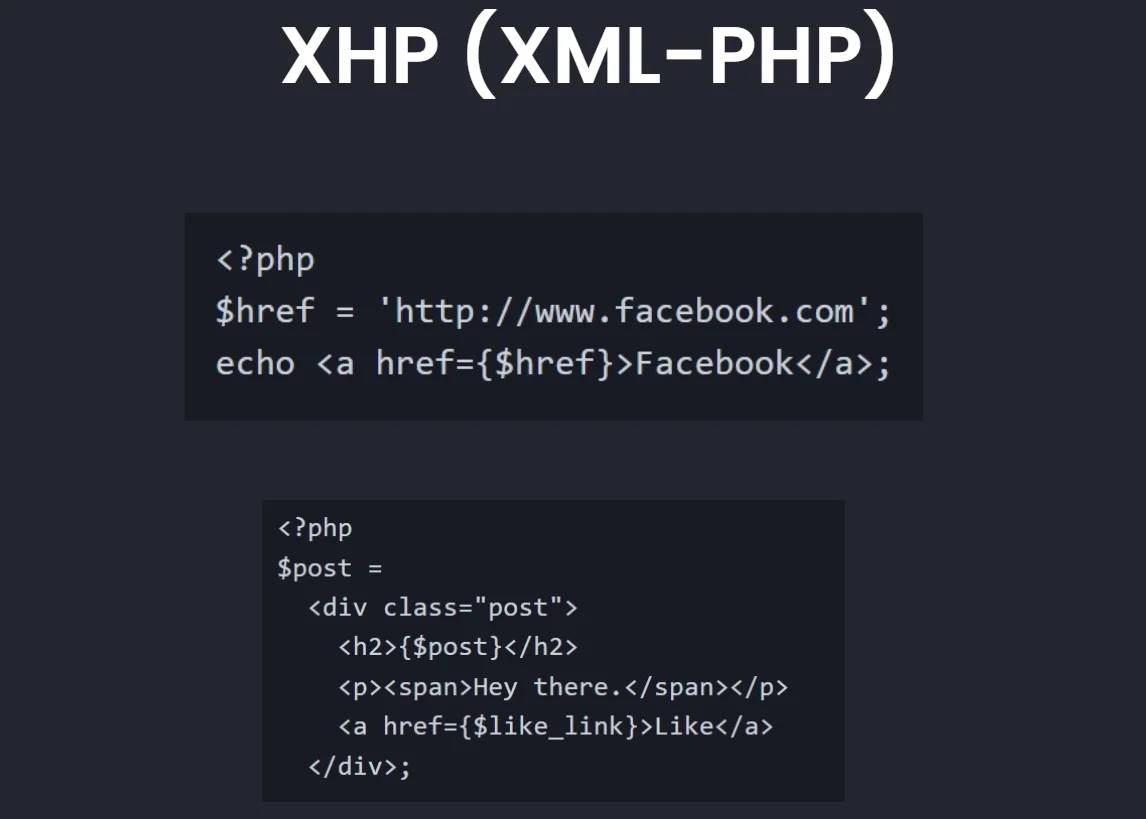 XHP (XML-PHP)
<?php
$href = 'http://www.facebook.com';
echo <a href={$href}>Facebook</a>;
<?php
$post =
  <div class="post">
    <h2>{$post}</h2>
    <p><span>Hey there.</span></p>
    <a href={$like_link}>Like</a>
  </div>;